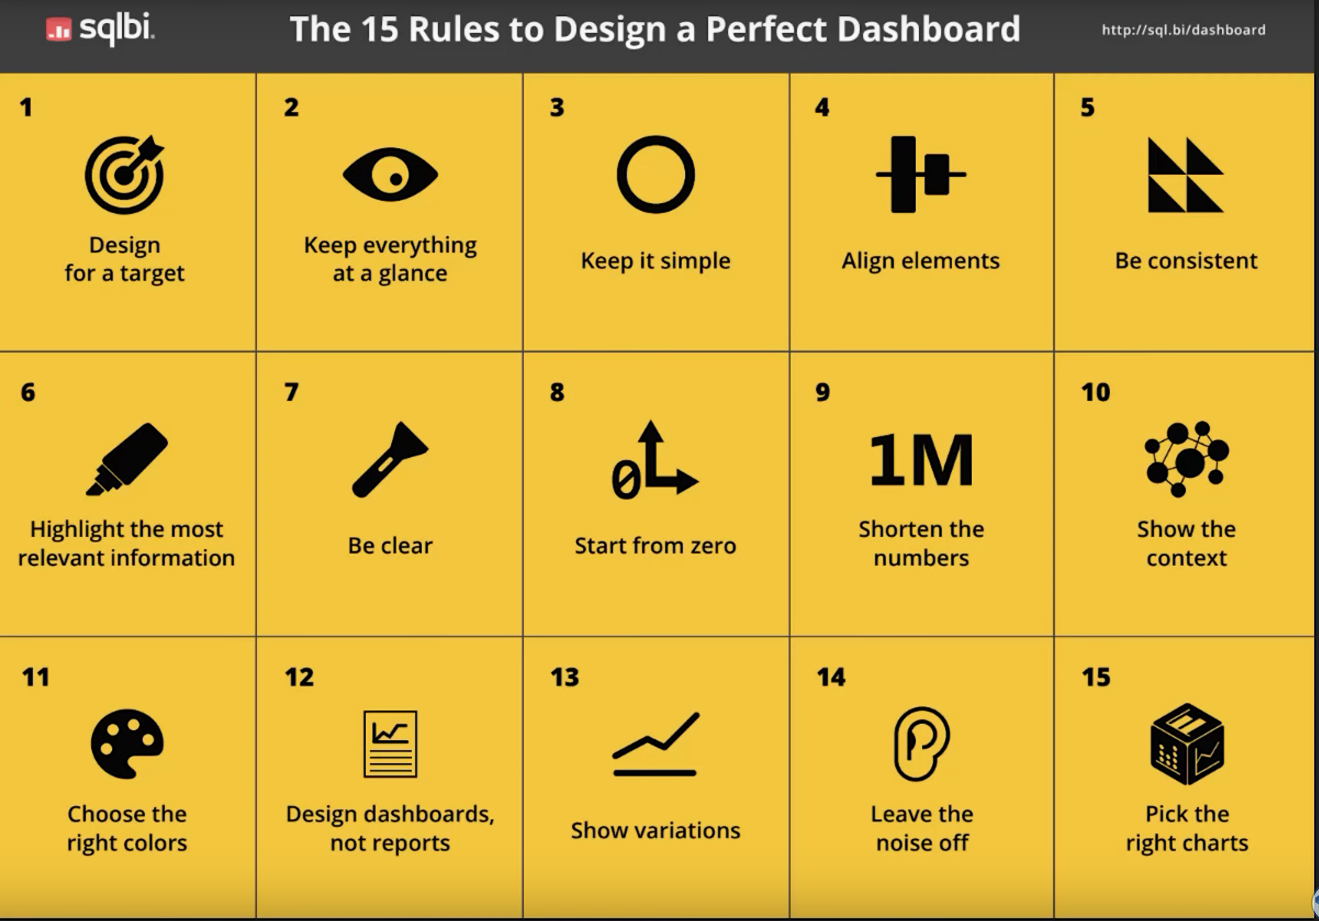 sqlbi.
The 15 Rules to Design a Perfect Dashboard
http://sql.bi/dashboard
1
Design
for a target
2
Keep everything
at a glance
3
Keep it simple
4
Align elements
5
Be consistent
6
Highlight the most
relevant information
7
Be clear
8
0
Start from zero
9
1M
Shorten the
numbers
10
Show the
context
11
Choose the
right colors
12
Design dashboards,
not reports
13
Show variations
14
Leave the
noise off
15
Pick the
right charts